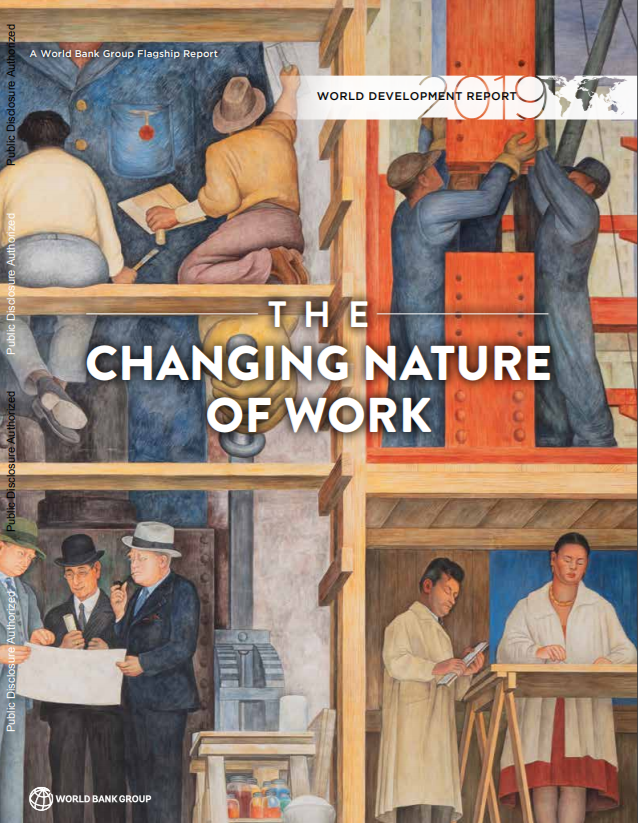 A World Bank Group Flagship Report
WORLD DEVELOPMENT REPORT
2019
THE
CHANGING NATURE
OF WORK
WORLD BANK GROUP
Public Disclosure Authorized
Public Disclosure Authorized
Public Disclosure Authorized
Public Disclosure Authorized